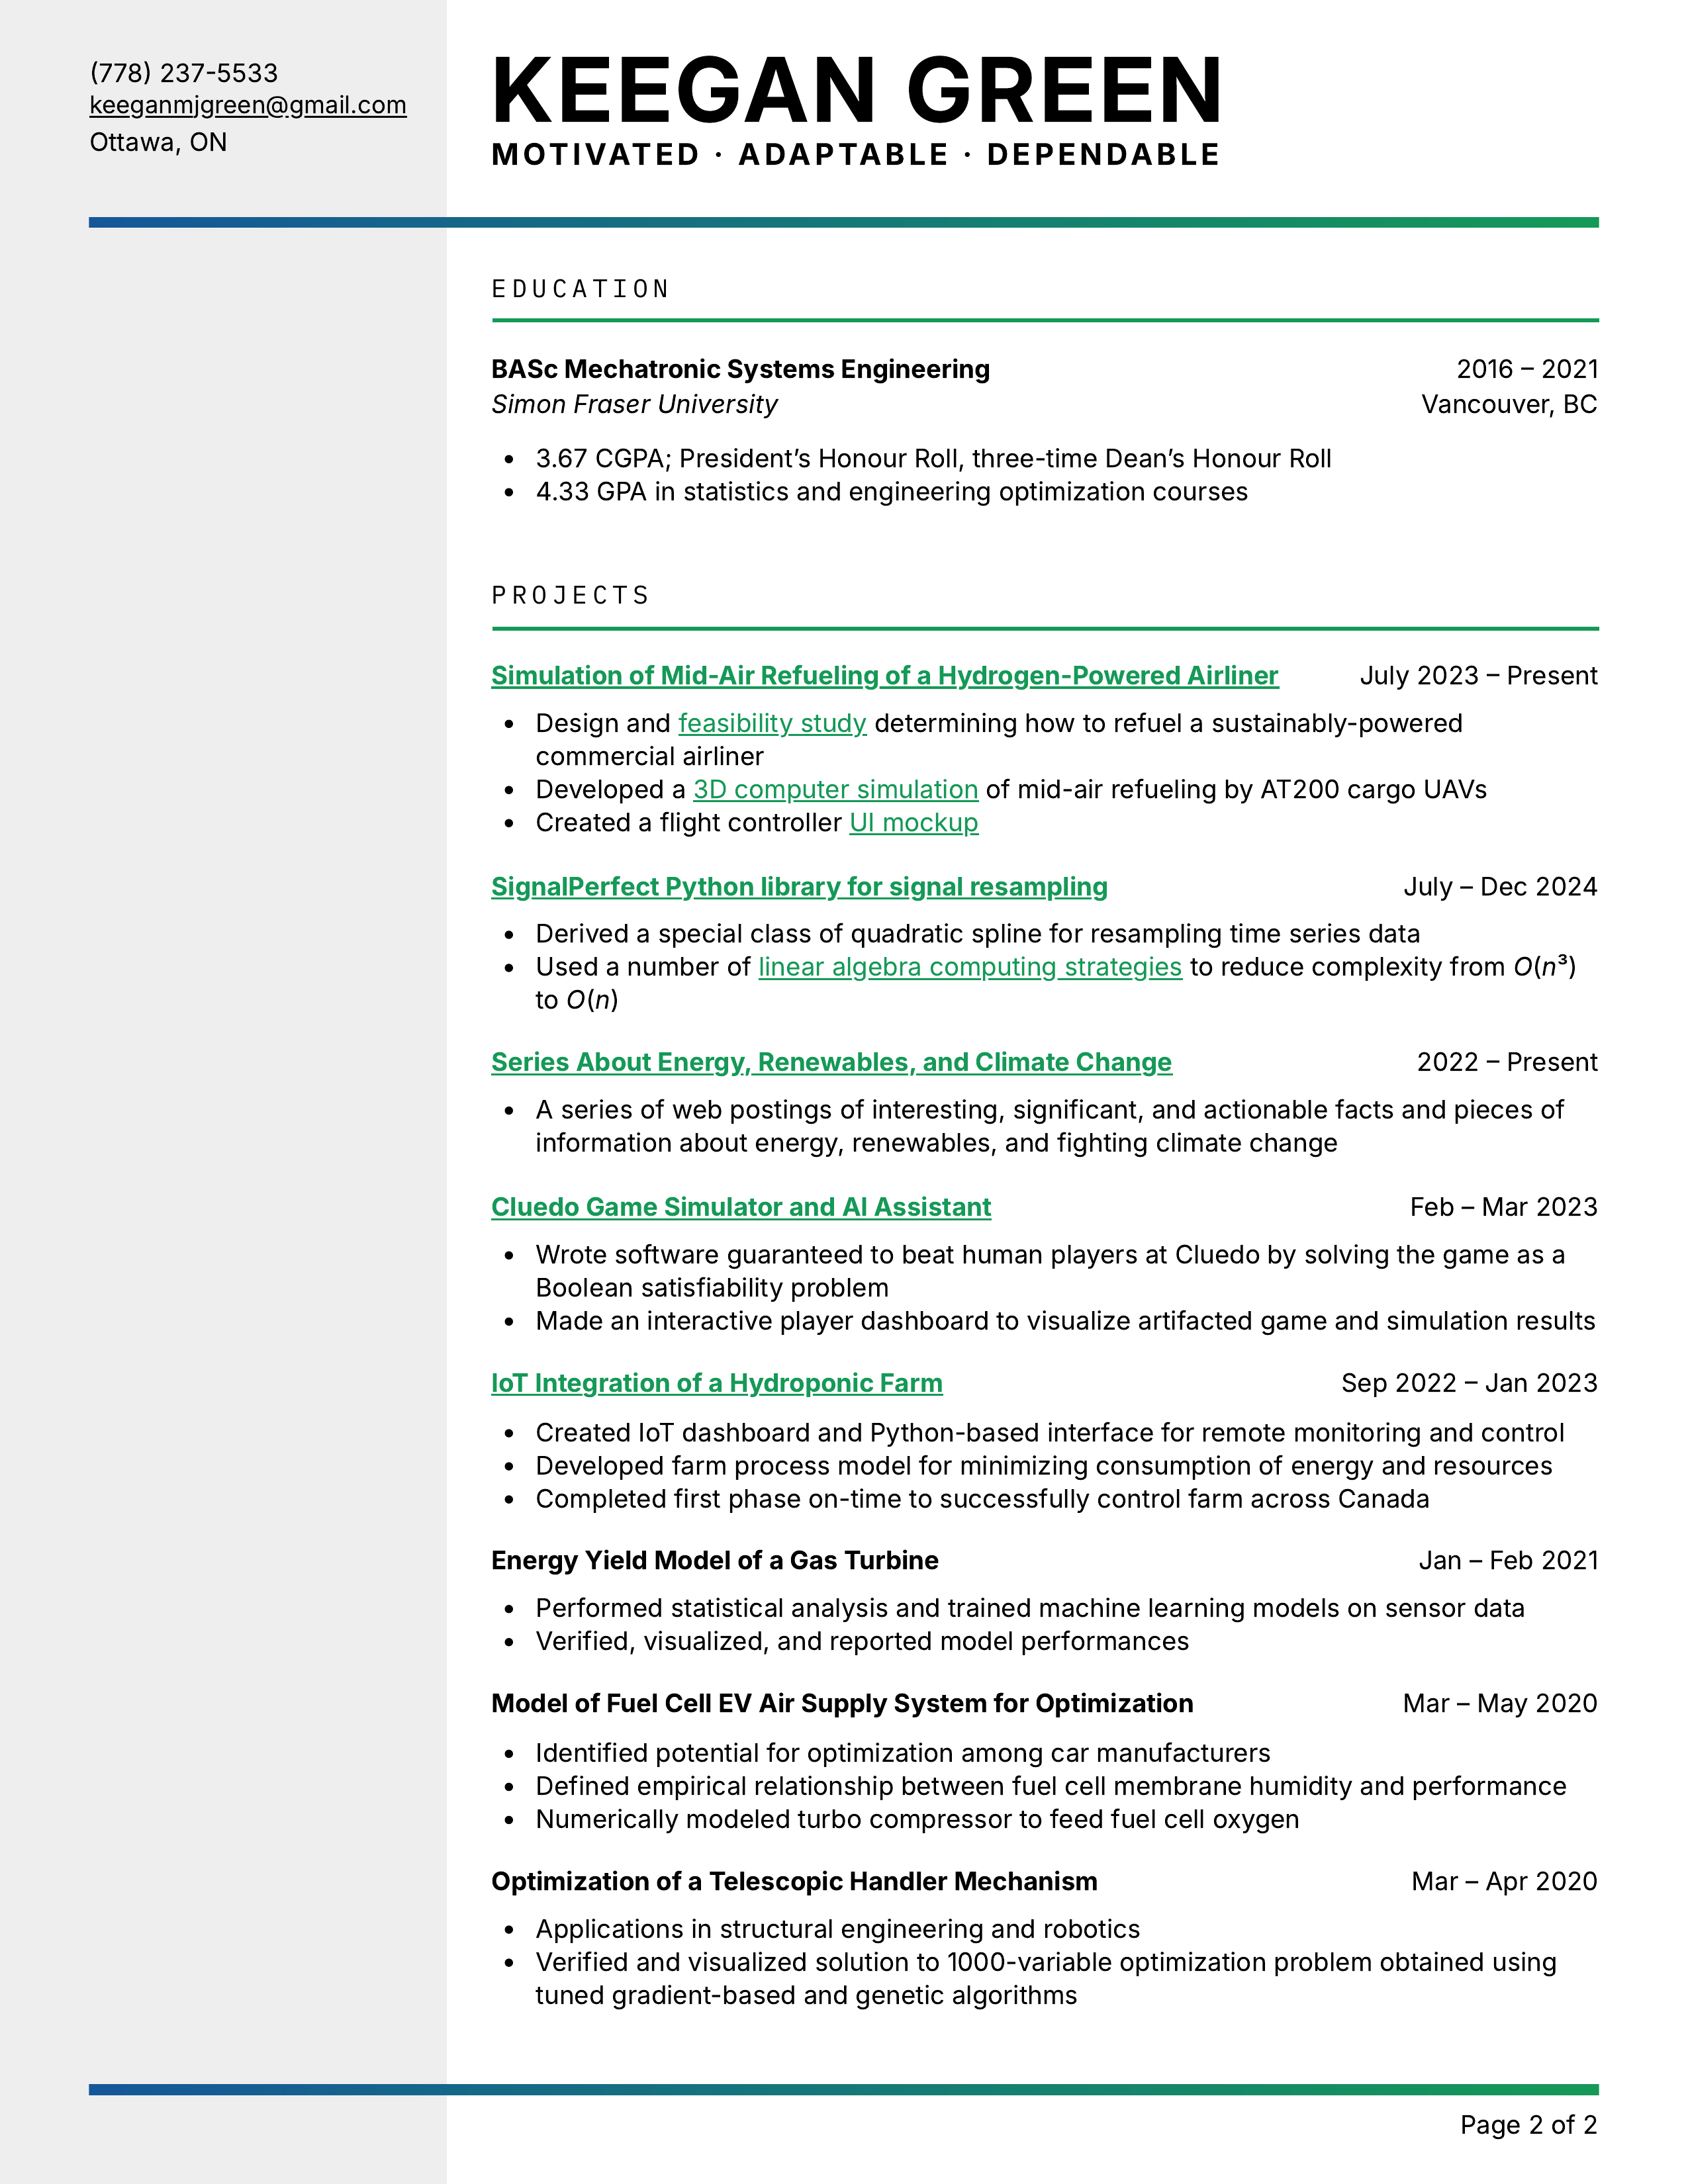 (778) 237-5533
keeganmjgreen@gmail.com
Ottawa, ON
KEEGAN GREEN
MOTIVATED · ADAPTABLE · DEPENDABLE
EDUCATION
BASc Mechatronic Systems Engineering 2016 – 2021
Simon Fraser University Vancouver, BC
• 3.67 CGPA; President’s Honour Roll, three-time Dean’s Honour Roll
• 4.33 GPA in statistics and engineering optimization courses
PROJECTS
Simulation of Mid-Air Refueling of a Hydrogen-Powered Airliner July 2023 – Present
• Design and feasibility study determining how to refuel a sustainably-powered
commercial airliner
• Developed a 3D computer simulation of mid-air refueling by AT200 cargo UAVs
• Created a flight controller UI mockup
SignalPerfect Python library for signal resampling July – Dec 2024
• Derived a special class of quadratic spline for resampling time series data
• Used a number of linear algebra computing strategies to reduce complexity from O(n³)
to O(n)
Series About Energy, Renewables, and Climate Change 2022 – Present
• A series of web postings of interesting, significant, and actionable facts and pieces of
information about energy, renewables, and fighting climate change
Cluedo Game Simulator and AI Assistant Feb – Mar 2023
• Wrote software guaranteed to beat human players at Cluedo by solving the game as a
Boolean satisfiability problem
• Made an interactive player dashboard to visualize artifacted game and simulation results
IoT Integration of a Hydroponic Farm Sep 2022 – Jan 2023
• Created IoT dashboard and Python-based interface for remote monitoring and control
• Developed farm process model for minimizing consumption of energy and resources
• Completed first phase on-time to successfully control farm across Canada
Energy Yield Model of a Gas Turbine Jan – Feb 2021
• Performed statistical analysis and trained machine learning models on sensor data
• Verified, visualized, and reported model performances
Model of Fuel Cell EV Air Supply System for Optimization Mar – May 2020
• Identified potential for optimization among car manufacturers
• Defined empirical relationship between fuel cell membrane humidity and performance
• Numerically modeled turbo compressor to feed fuel cell oxygen
Optimization of a Telescopic Handler Mechanism Mar – Apr 2020
• Applications in structural engineering and robotics
• Verified and visualized solution to 1000-variable optimization problem obtained using
tuned gradient-based and genetic algorithms
Page 2 of 2